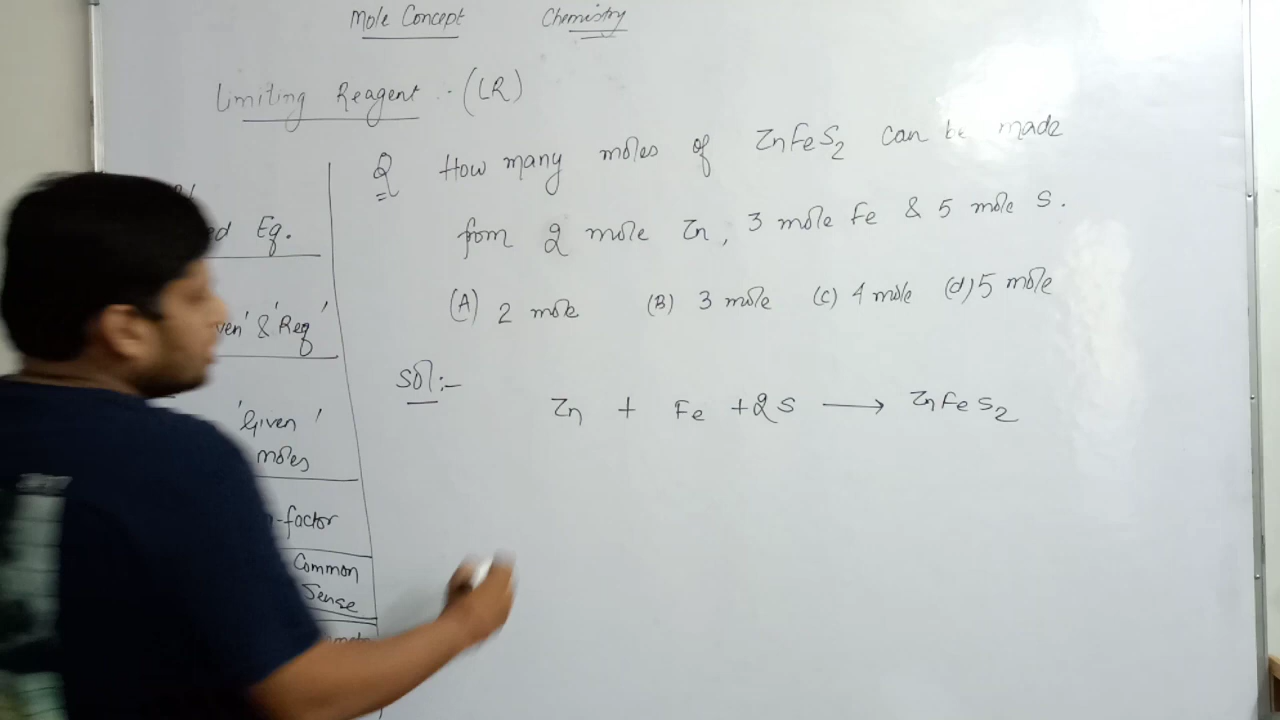 Mole Concept Chemistry
Limiting Reagent :- (LR)
Q How many moles of ZnFeS2 can be made
from 2 mole Zn, 3 mole Fe & 5 mole S.
(A) 2 mole (B) 3 mole (c) 4 mole (d) 5 mole
Sol:-
Zn + Fe + 2S ⟶ ZnFeS2
Eq.
& 'Req'
'Given'
moles
-factor
Common
Sense